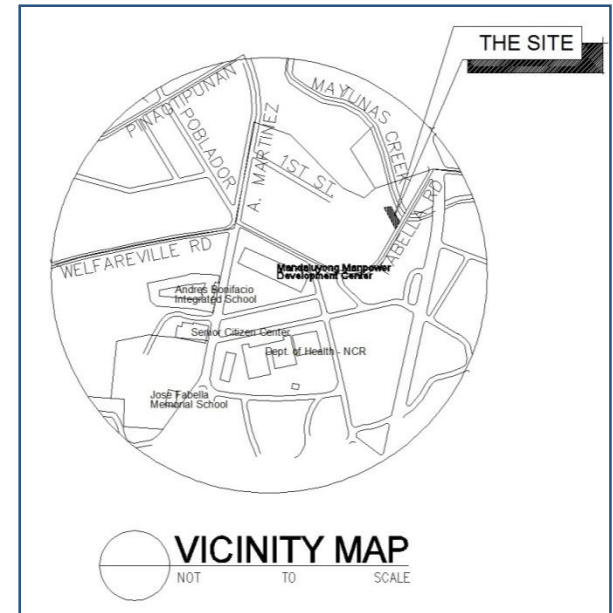 THE SITE
PINAGTIPUNAN
POBLADOR
A. MARTINEZ
1ST ST.
MAYTUNAS CREEK
FABELLA RD
WELFAREVILLE RD
Mandaluyong Manpower
Development Center
Andres Bonifacio
Integrated School
Senior Citizen Center
Dept. of Health - NCR
Jose Fabella
Memorial School
VICINITY MAP
NOT TO SCALE